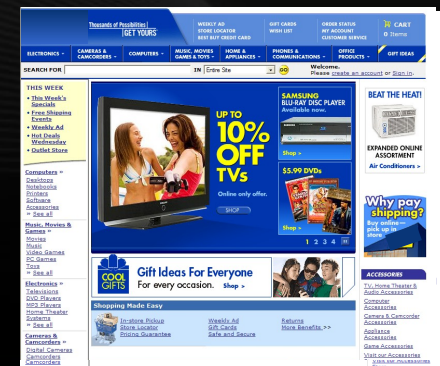 Thousands of Possibilities
GET YOURS
WEEKLY AD
STORE LOCATOR
BEST BUY CREDIT CARD
GIFT CARDS
WISH LIST
ORDER STATUS
MY ACCOUNT
CUSTOMER SERVICE
CART
0 Items
ELECTRONICS
CAMERAS & CAMCORDERS
COMPUTERS
MUSIC, MOVIES GAMES & TOYS
HOME & APPLIANCES
PHONES & COMMUNICATIONS
OFFICE PRODUCTS
GIFT IDEAS
SEARCH FOR
IN Entire Site
GO
Welcome.
Please create an account or Sign in.
THIS WEEK
• This Week's Specials
• Free Shipping Events
• Weekly Ad
• Hot Deals Wednesday
• Outlet Store
Computers »
Desktops
Notebooks
Printers
Software
Accessories
» See all
Music, Movies & Games »
Movies
Music
Video Games
PC Games
Toys
» See all
Electronics »
Televisions
DVD Players
MP3 Players
Home Theater Systems
» See all
Cameras & Camcorders »
Digital Cameras
Camcorders
Camcorders
UP TO
10%
OFF
TVs
Online only offer.
SHOP
SAMSUNG
BLU-RAY DISC PLAYER
Available now.
Shop >
$5.99 DVDs
Shop >
1 2 3 4
COOL GIFTS
Gift Ideas For Everyone
For every occasion. Shop >
Shopping Made Easy
In-store Pickup
Store Locator
Pricing Guarantee
Weekly Ad
Gift Cards
Safe and Secure
Returns
More Benefits >>
BEAT THE HEAT!
EXPANDED ONLINE
ASSORTMENT
Air Conditioners >
Why pay
shipping?
Buy online—
pick up in
store.
ACCESSORIES
TV, Home Theater &
Audio Accessories
Computer
Accessories
Camera & Camcorder
Accessories
Appliance
Accessories
Game Accessories
Visit our Accessories
Visit our Accessories